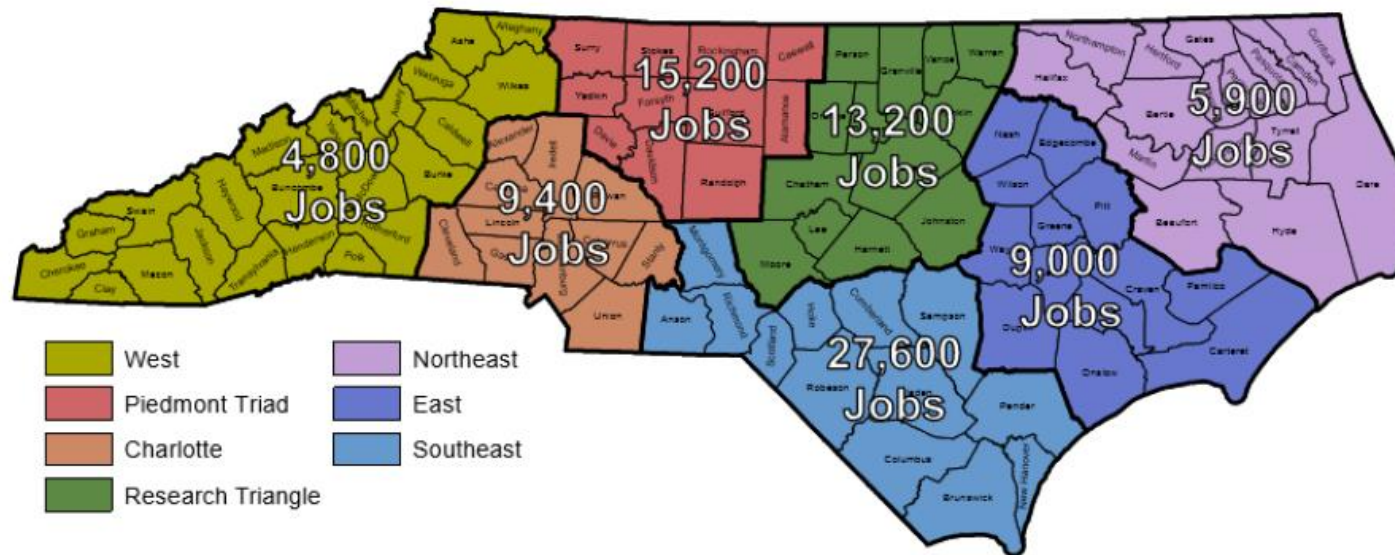 Ashe
Alleghany
Surry
Stokes
Rockingham
Caswell
Person
Granville
Vance
Warren
Northampton
Hertford
Gates
Pasquotank
Camden
Currituck
Halifax
Watauga
Wilkes
Avery
Mitchell
Yadkin
Forsyth
15,200
Jobs
Alamance
Davie
Davidson
Randolph
13,200
Jobs
Chatham
Nash
Edgecombe
Bertie
Martin
5,900
Jobs
Tyrrell
Dare
Madison
Caldwell
4,800
Jobs
Buncombe
Burke
Haywood
Swain
Graham
Cherokee
Clay
Macon
Jackson
Transylvania
Henderson
Polk
Rutherford
Alexander
Iredell
9,400
Jobs
Lincoln
Cleveland
Stanly
Union
Montgomery
Lee
Moore
Harnett
Johnston
Wilson
Pitt
Greene
Beaufort
Hyde
9,000
Jobs
Craven
Pamlico
Carteret
Onslow
Anson
Richmond
Scotland
Hoke
Cumberland
Sampson
27,600
Jobs
Robeson
Pender
Columbus
Brunswick
New Hanover
West
Piedmont Triad
Charlotte
Research Triangle
Northeast
East
Southeast